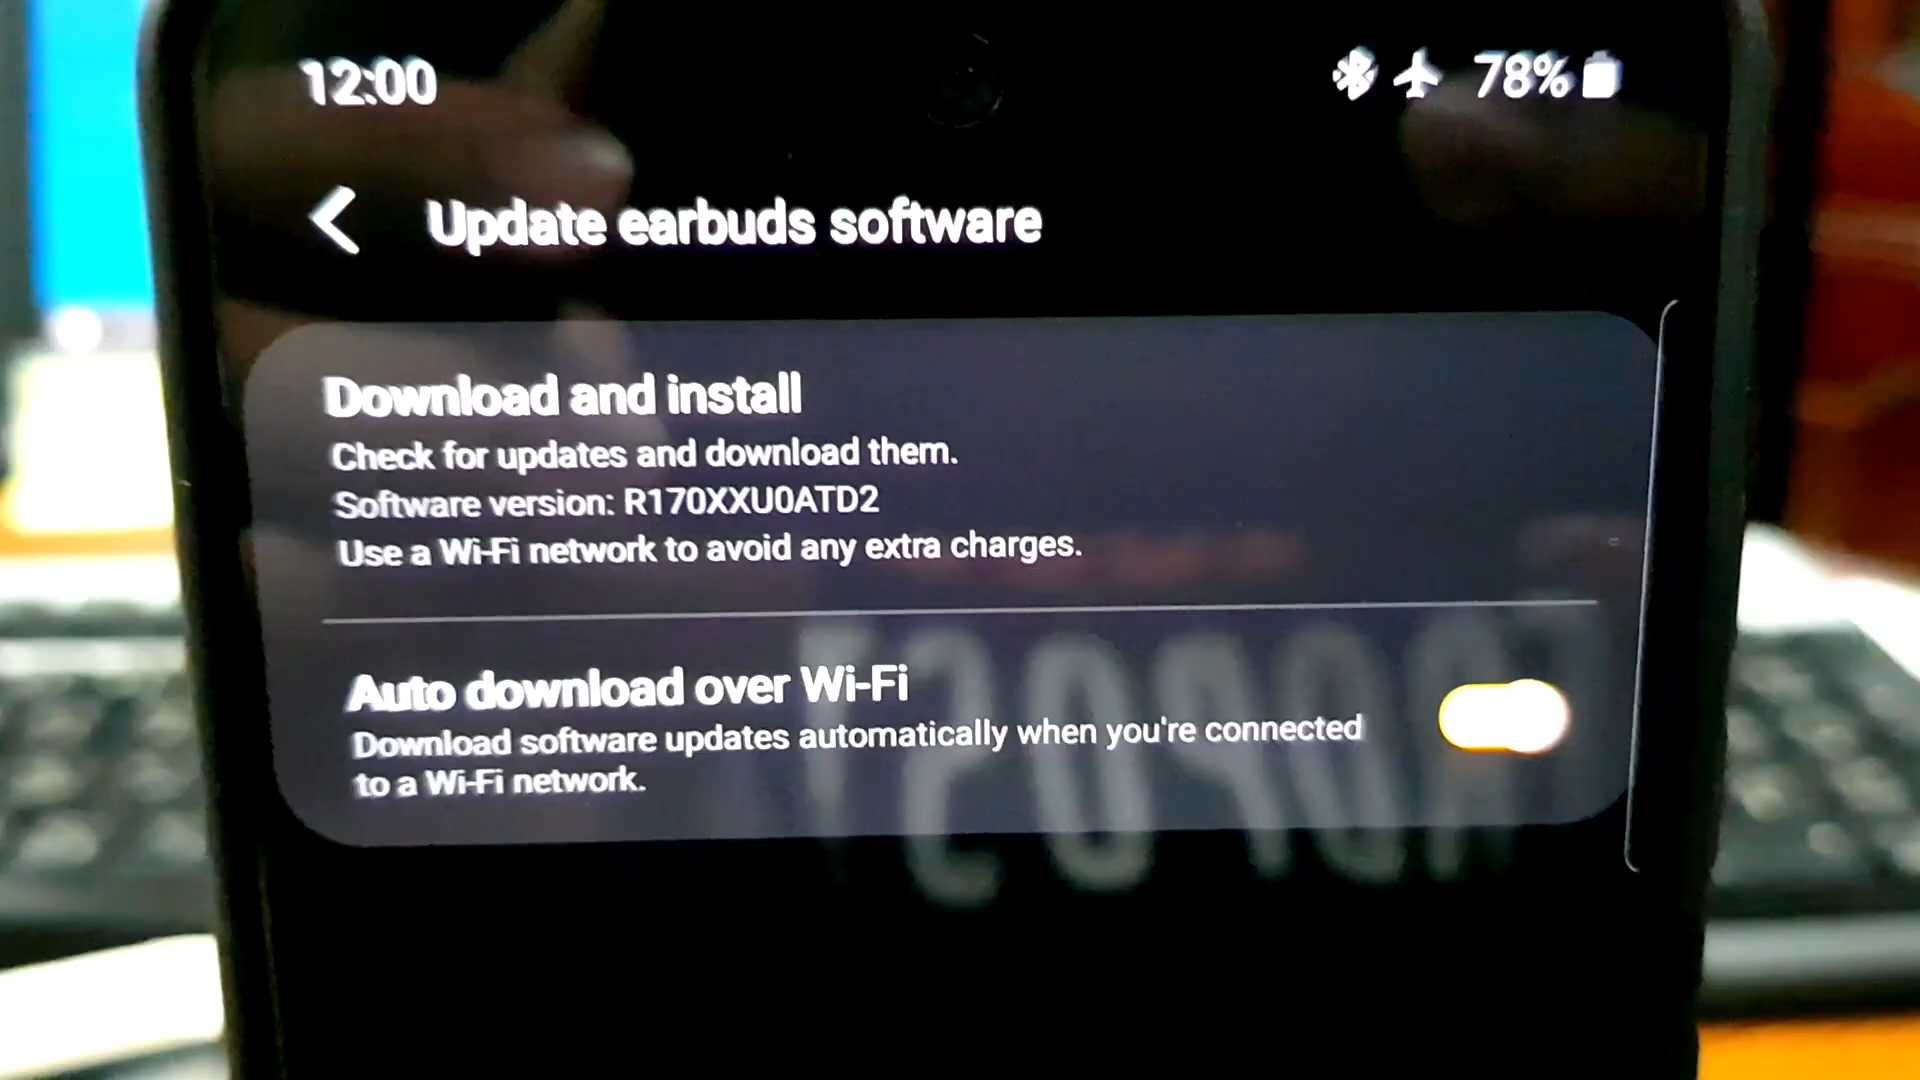 12:00 78%
Update earbuds software
Download and install
Check for updates and download them.
Software version: R170XXU0ATD2
Use a Wi-Fi network to avoid any extra charges.
Auto download over Wi-Fi
Download software updates automatically when you're connected
to a Wi-Fi network.